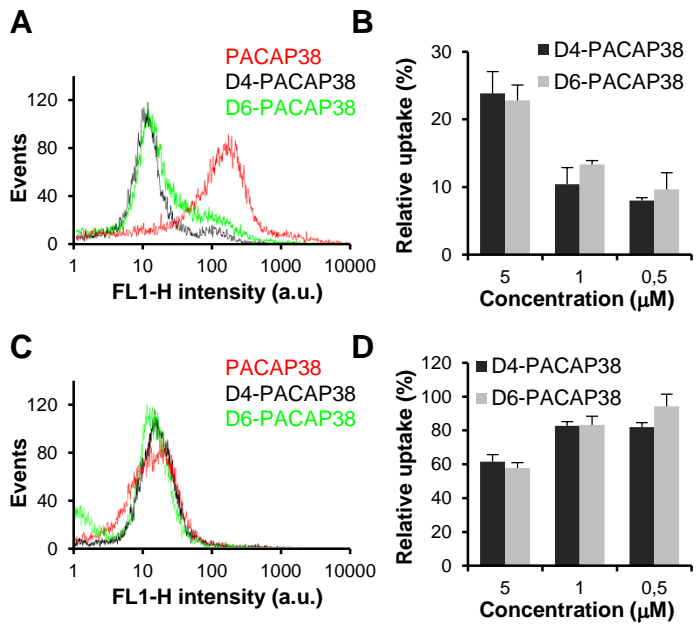 A
PACAP38
D4-PACAP38
D6-PACAP38
Events
120
80
40
0
1 10 100 1000 10000
FL1-H intensity (a.u.)
B
D4-PACAP38
D6-PACAP38
Relative uptake (%)
30
20
10
0
5 1 0,5
Concentration (µM)
C
PACAP38
D4-PACAP38
D6-PACAP38
Events
120
80
40
0
1 10 100 1000 10000
FL1-H intensity (a.u.)
D
D4-PACAP38
D6-PACAP38
Relative uptake (%)
120
100
80
60
40
20
0
5 1 0,5
Concentration (µM)